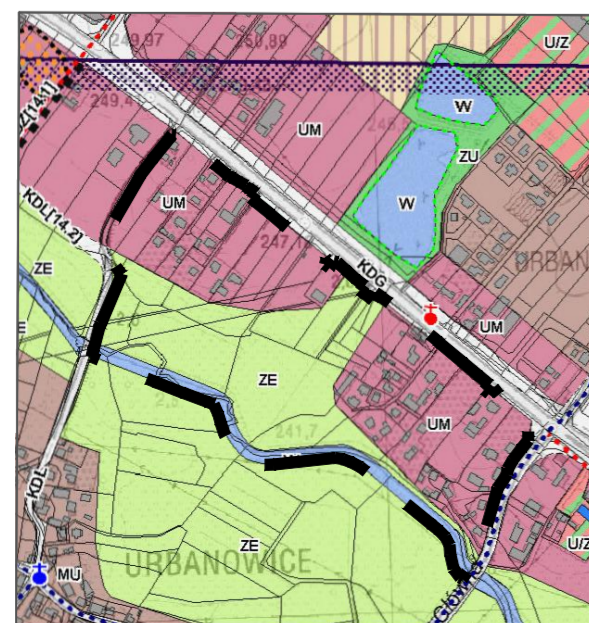 249,97
250,89
U/Z
249,4
W
UM
ZU
Z[14.1]
UM
W
KDL[14.2]
247,1
URBAN
KDG
ZE
UM
ZE
241,7
UM
KDL
ZE
URBANOWICE
U/Z
MU